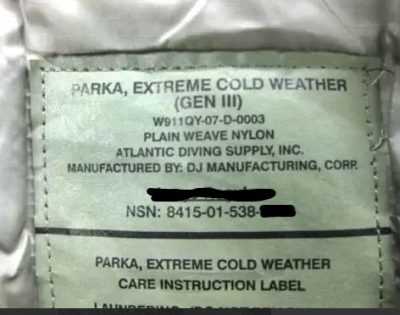 PARKA, EXTREME COLD WEATHER
(GEN III)
W911QY-07-D-0003
PLAIN WEAVE NYLON
ATLANTIC DIVING SUPPLY, INC.
MANUFACTURED BY: DJ MANUFACTURING, CORP.
NSN: 8415-01-538-
PARKA, EXTREME COLD WEATHER
CARE INSTRUCTION LABEL